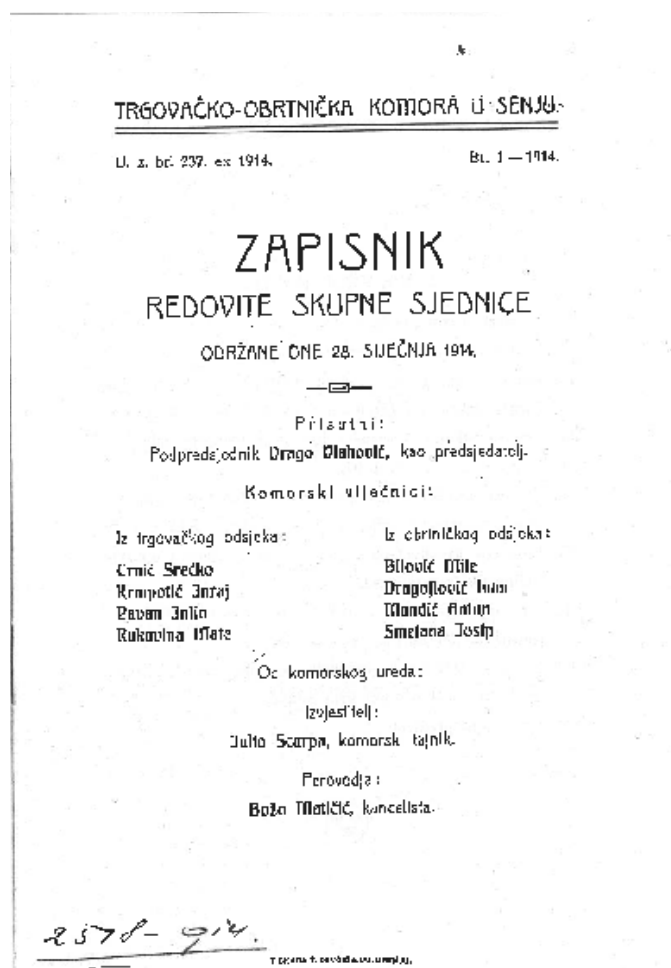 TRGOVAČKO-OBRTNIČKA KOMORA U SENJU.
U. z. br. 237. ex 1914.
Br. 1 — 1914.
ZAPISNIK
REDOVITE SKUPNE SJEDNICE
ODRŽANE DNE 28. SIJEČNJA 1914.
Prisutni:
Podpredsjednik Drago Vlahović, kao predsjedatelj.
Komorski vijećnici:
Iz trgovačkog odsjeka:
Crnić Srećko
Krmpotić Juraj
Pavan Julio
Rukavina Mate
Iz obrtničkog odsjeka:
Bilović Mile
Dragojlović Ivan
Mandić Antun
Smetana Josip
Od komorskog ureda:
Izvjestitelj:
Julio Scarpa, komorski tajnik.
Perovodja:
Božo Matičić, kancelista.
2578 - 914.